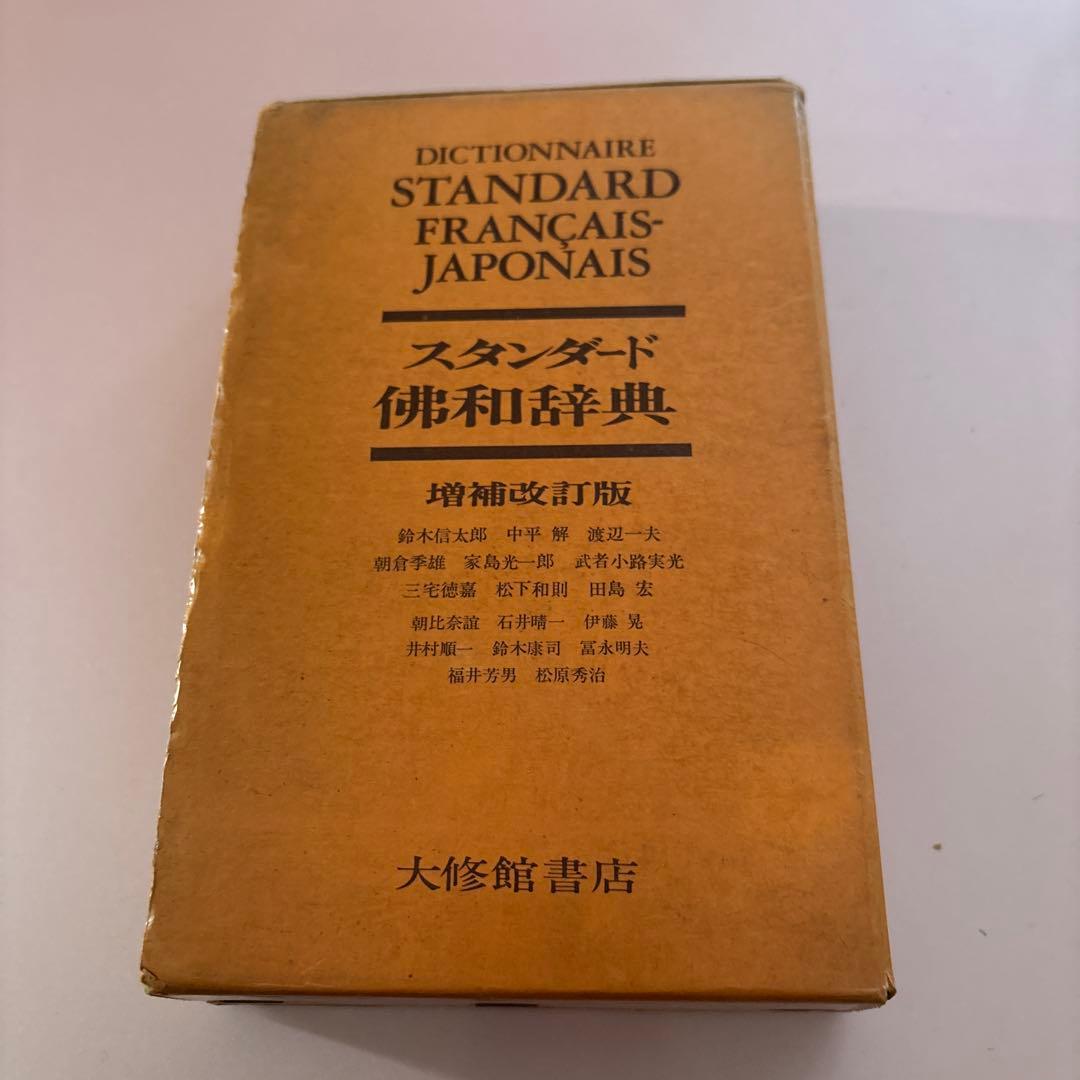 DICTIONNAIRE
STANDARD
FRANÇAIS-
JAPONAIS
スタンダード
佛和辞典
増補改訂版
鈴木信太郎 中平 解 渡辺一夫
朝倉季雄 家島光一郎 武者小路実光
三宅徳嘉 松下和則 田島 宏
朝比奈誼 石井晴一 伊藤 晃
井村順一 鈴木康司 冨永明夫
福井芳男 松原秀治
大修館書店